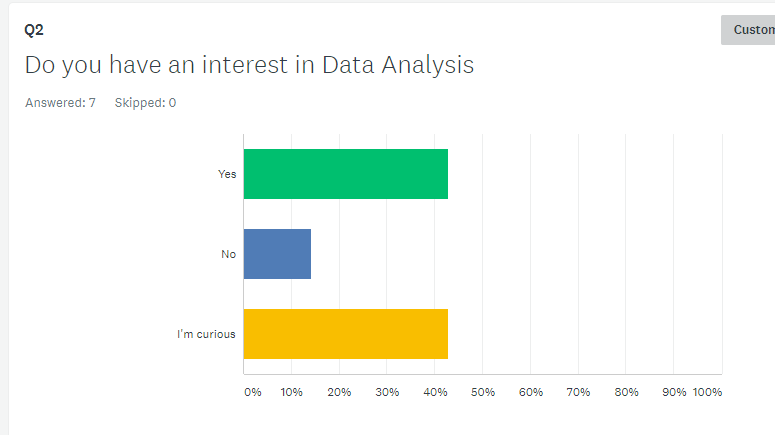 Q2
Custom
Do you have an interest in Data Analysis
Answered: 7 Skipped: 0
Yes
No
I'm curious
0% 10% 20% 30% 40% 50% 60% 70% 80% 90% 100%